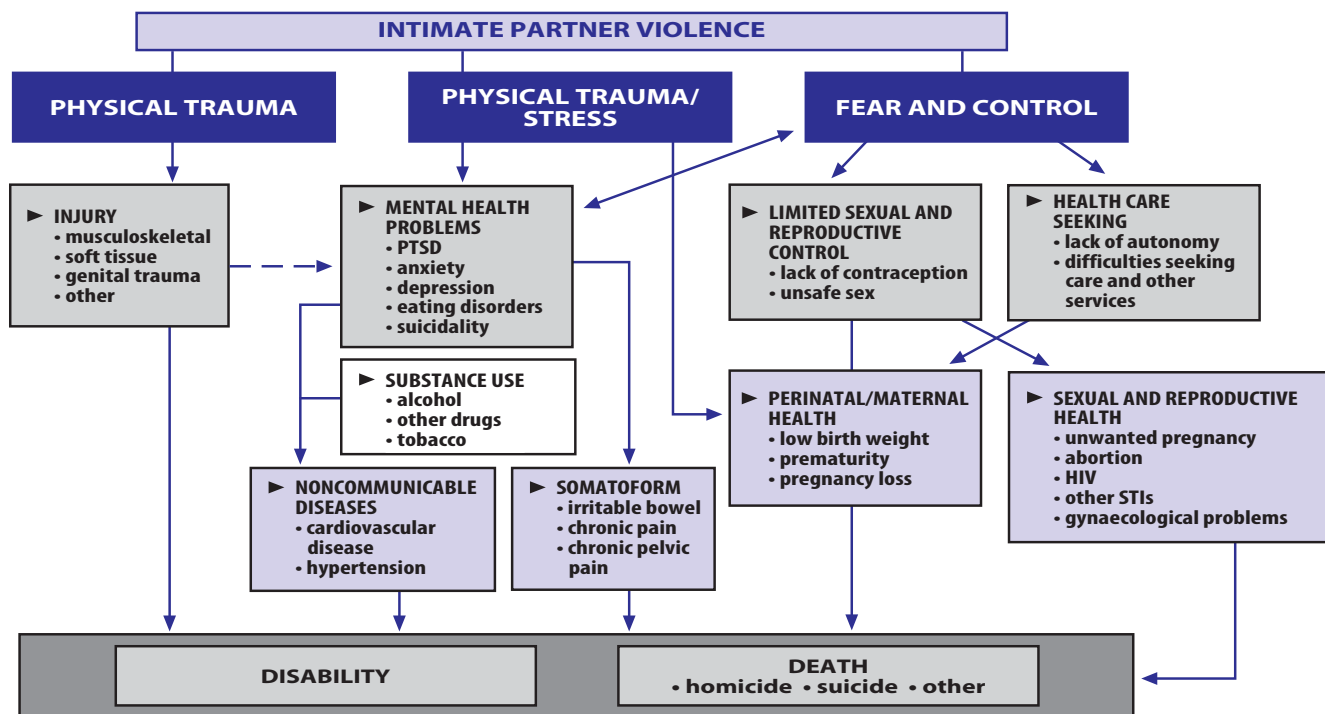 INTIMATE PARTNER VIOLENCE
PHYSICAL TRAUMA
PHYSICAL TRAUMA/
STRESS
FEAR AND CONTROL
► INJURY
• musculoskeletal
• soft tissue
• genital trauma
• other
► MENTAL HEALTH
PROBLEMS
• PTSD
• anxiety
• depression
• eating disorders
• suicidality
► LIMITED SEXUAL AND
REPRODUCTIVE
CONTROL
• lack of contraception
• unsafe sex
► HEALTH CARE
SEEKING
• lack of autonomy
• difficulties seeking
care and other
services
► SUBSTANCE USE
• alcohol
• other drugs
• tobacco
► PERINATAL/MATERNAL
HEALTH
• low birth weight
• prematurity
• pregnancy loss
► SEXUAL AND REPRODUCTIVE
HEALTH
• unwanted pregnancy
• abortion
• HIV
• other STIs
• gynaecological problems
► NONCOMMUNICABLE
DISEASES
• cardiovascular
disease
• hypertension
► SOMATOFORM
• irritable bowel
• chronic pain
• chronic pelvic
pain
DISABILITY
DEATH
• homicide • suicide • other